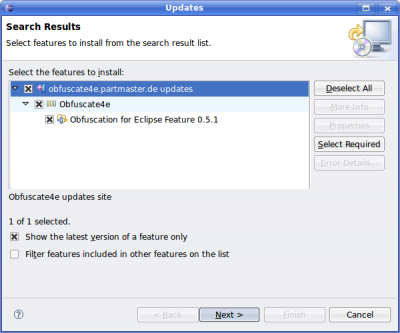 Updates
Search Results
Select features to install from the search result list.
Select the features to install:
obfuscate4e.partmaster.de updates
Obfuscate4e
Obfuscation for Eclipse Feature 0.5.1
Deselect All
More Info
Properties
Select Required
Error Details...
Obfuscate4e updates site
1 of 1 selected.
Show the latest version of a feature only
Filter features included in other features on the list
< Back
Next >
Finish
Cancel